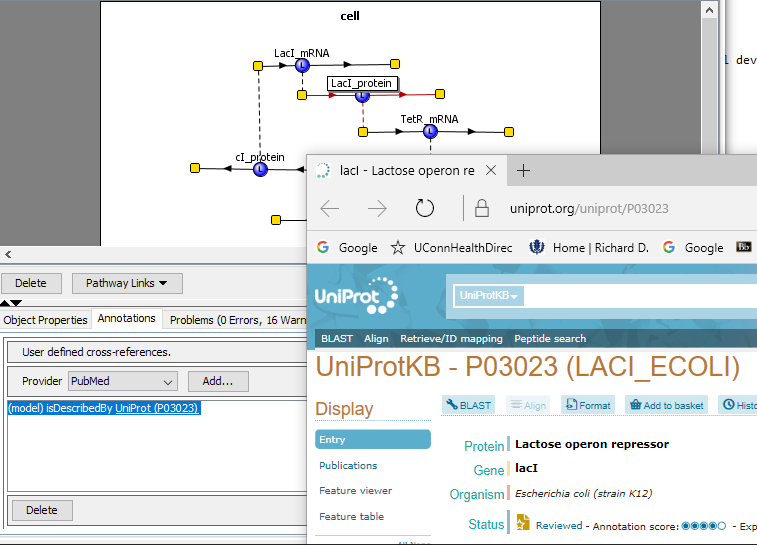 cell
LacI_mRNA
LacI_protein
TetR_mRNA
cI_protein
l dev
Delete
Pathway Links
Object Properties
Annotations
Problems (0 Errors, 16 Warn
User defined cross-references.
Provider
PubMed
Add...
(model) isDescribedBy UniProt (P03023)
Delete
lacI - Lactose operon re
uniprot.org/uniprot/P03023
Google
UConnHealthDirec
Home | Richard D.
Google
Bb
UniProt
UniProtKB
BLAST Align Retrieve/ID mapping Peptide search
UniProtKB - P03023 (LACI_ECOLI)
Display
BLAST
Align
Format
Add to basket
Histo
Entry
Publications
Feature viewer
Feature table
Protein Lactose operon repressor
Gene lacI
Organism Escherichia coli (strain K12)
Status Reviewed - Annotation score: - Exp